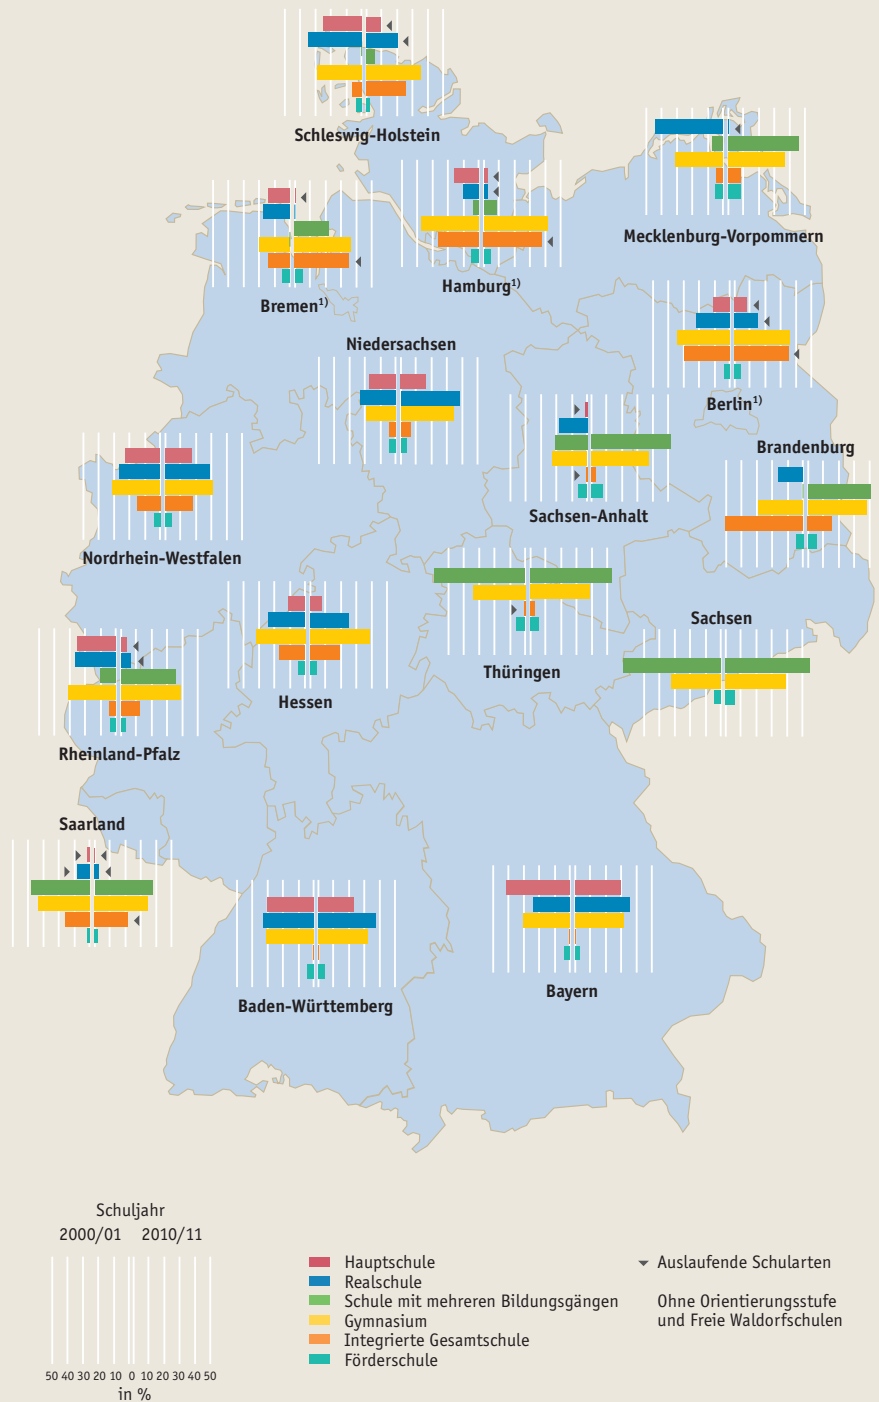 Schleswig-Holstein
Mecklenburg-Vorpommern
Hamburg1)
Bremen1)
Niedersachsen
Berlin1)
Brandenburg
Sachsen-Anhalt
Nordrhein-Westfalen
Sachsen
Thüringen
Hessen
Rheinland-Pfalz
Saarland
Bayern
Baden-Württemberg
Schuljahr
2000/01 2010/11
50 40 30 20 10 0 10 20 30 40 50
in %
Hauptschule
Realschule
Schule mit mehreren Bildungsgängen
Gymnasium
Integrierte Gesamtschule
Förderschule
Auslaufende Schularten
Ohne Orientierungsstufe
und Freie Waldorfschulen